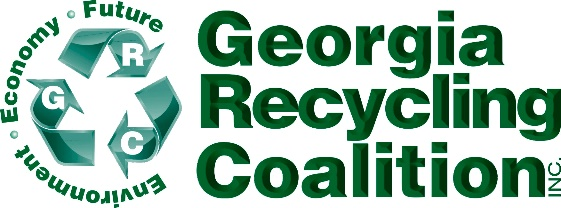 Environment • Economy • Future
G R C
Georgia
Recycling
Coalition INC.